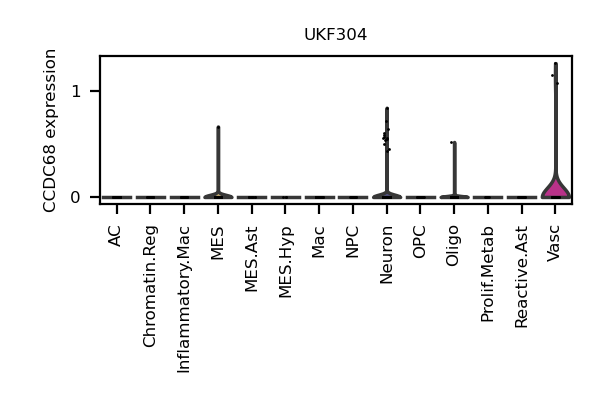 UKF304
CCDC68 expression
1
0
AC
Chromatin.Reg
Inflammatory.Mac
MES
MES.Ast
MES.Hyp
Mac
NPC
Neuron
OPC
Oligo
Prolif.Metab
Reactive.Ast
Vasc